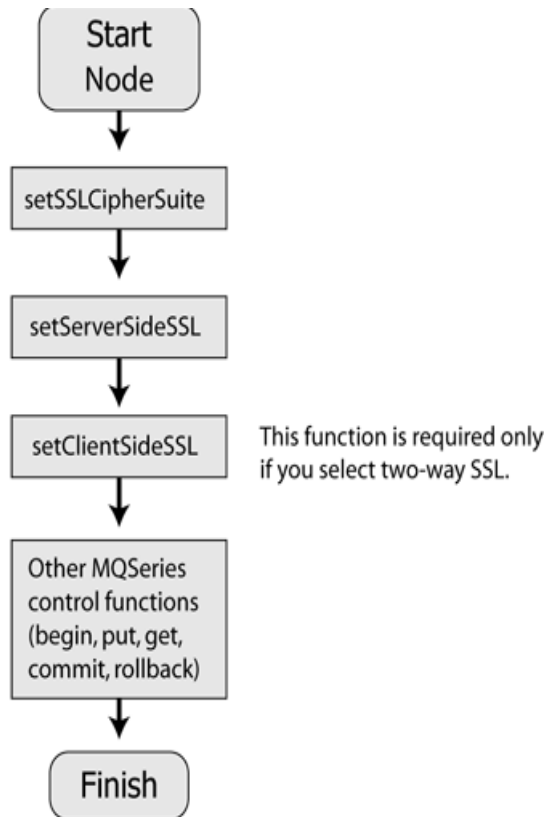 Start
Node
setSSLCipherSuite
setServerSideSSL
setClientSideSSL
This function is required only
if you select two-way SSL.
Other MQSeries
control functions
(begin, put, get,
commit, rollback)
Finish